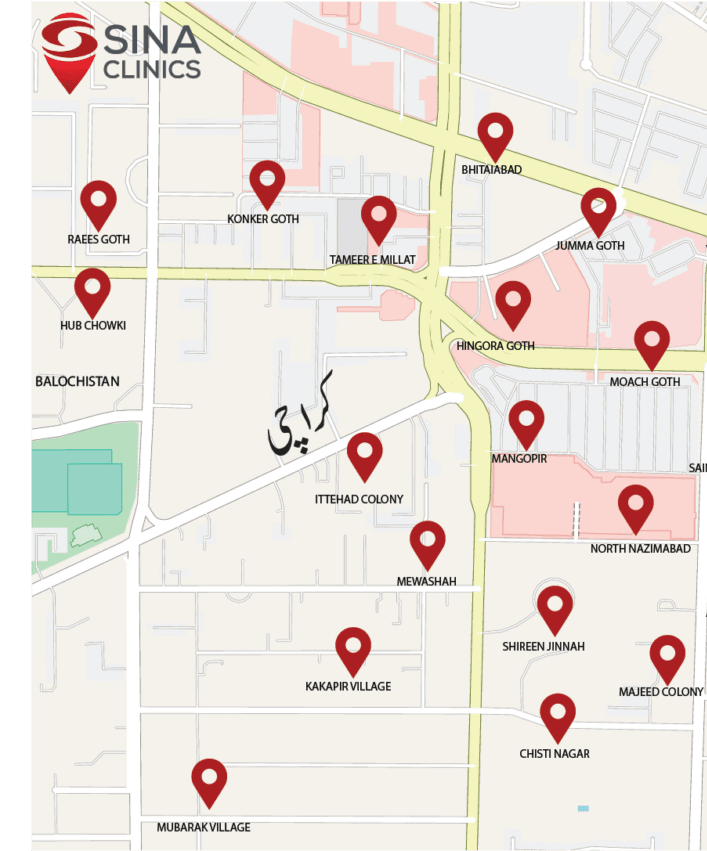 SINA
CLINICS
BHITAIABAD
KONKER GOTH
RAEES GOTH
JUMMA GOTH
TAMEER E MILLAT
HUB CHOWKI
HINGORA GOTH
BALOCHISTAN
MOACH GOTH
کراچی
MANGOPIR
SAI
ITTEHAD COLONY
NORTH NAZIMABAD
MEWASHAH
SHIREEN JINNAH
KAKAPIR VILLAGE
MAJEED COLONY
CHISTI NAGAR
MUBARAK VILLAGE